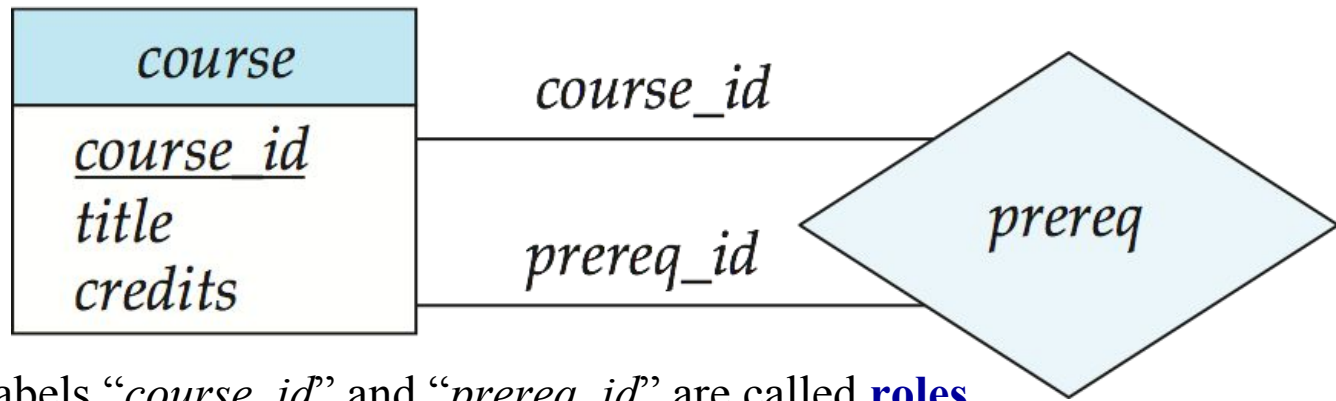 course
course_id
title
credits
course_id
prereq_id
prereq
abels “course_id” and “prereq_id” are called roles